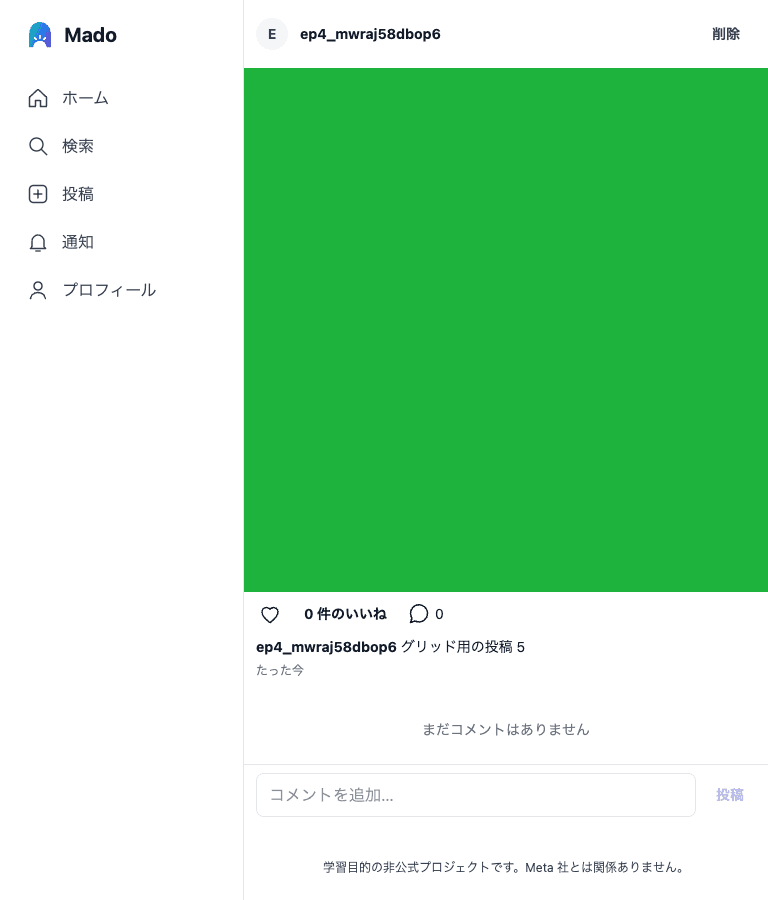 Mado
ホーム
検索
投稿
通知
プロフィール
E ep4_mwraj58dbop6 削除
0 件のいいね 0
ep4_mwraj58dbop6 グリッド用の投稿 5
たった今
まだコメントはありません
コメントを追加... 投稿
学習目的の非公式プロジェクトです。Meta 社とは関係ありません。